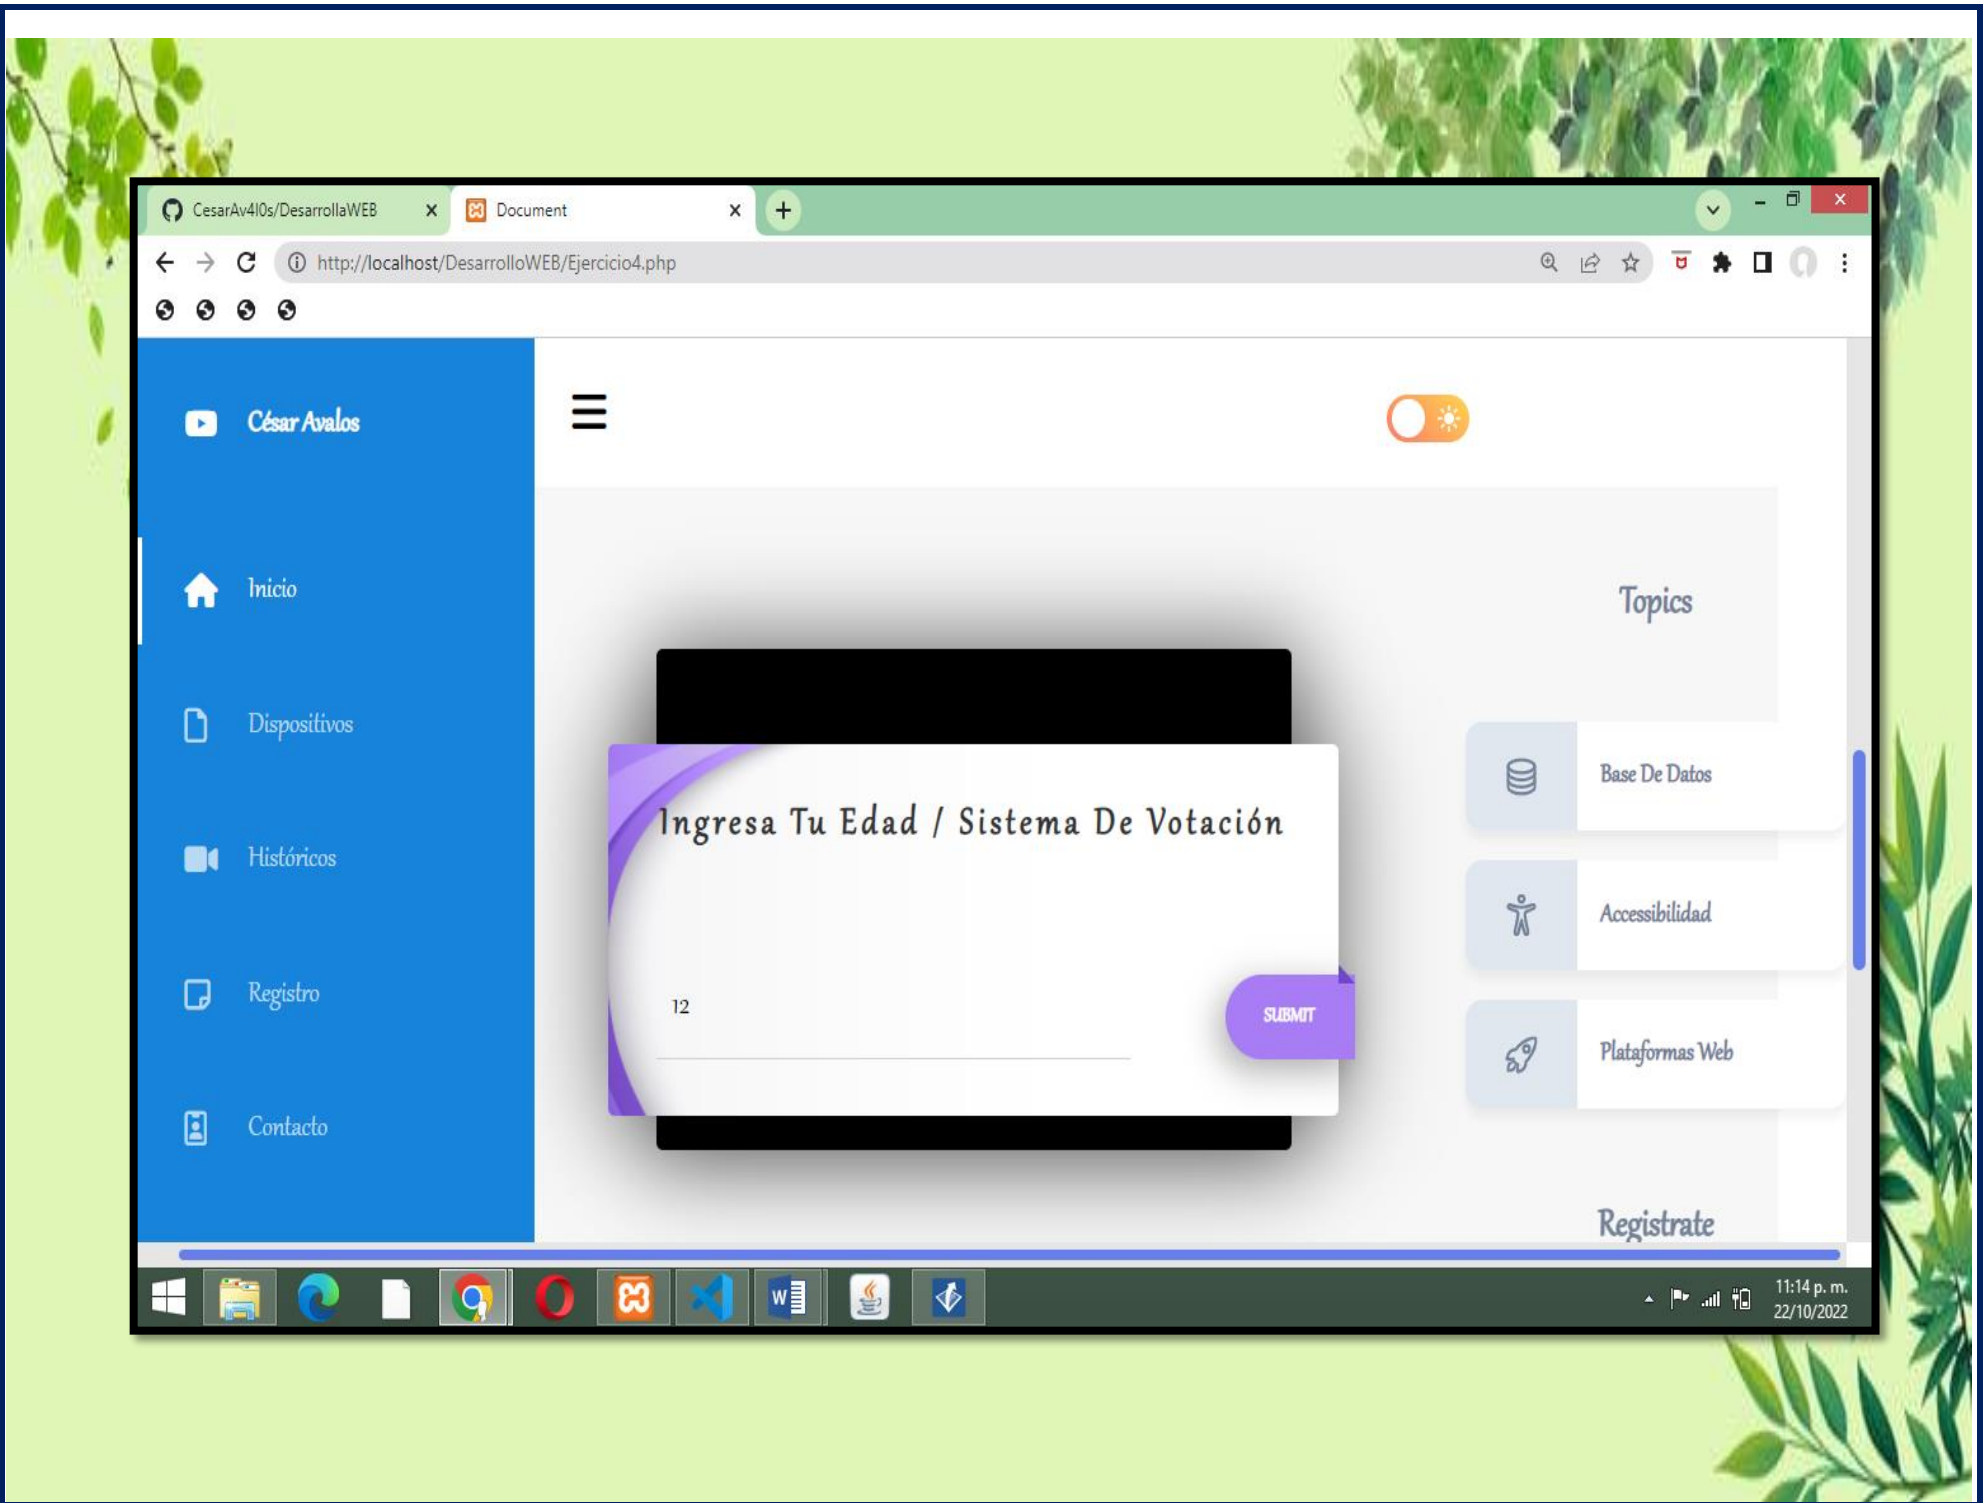 CesarAv4l0s/DesarrollaWEB
Document
http://localhost/DesarrolloWEB/Ejercicio4.php
César Avalos
Inicio
Dispositivos
Históricos
Registro
Contacto
Ingresa Tu Edad / Sistema De Votación
12
SUBMIT
Topics
Base De Datos
Accessibilidad
Plataformas Web
Registrate
11:14 p. m.
22/10/2022